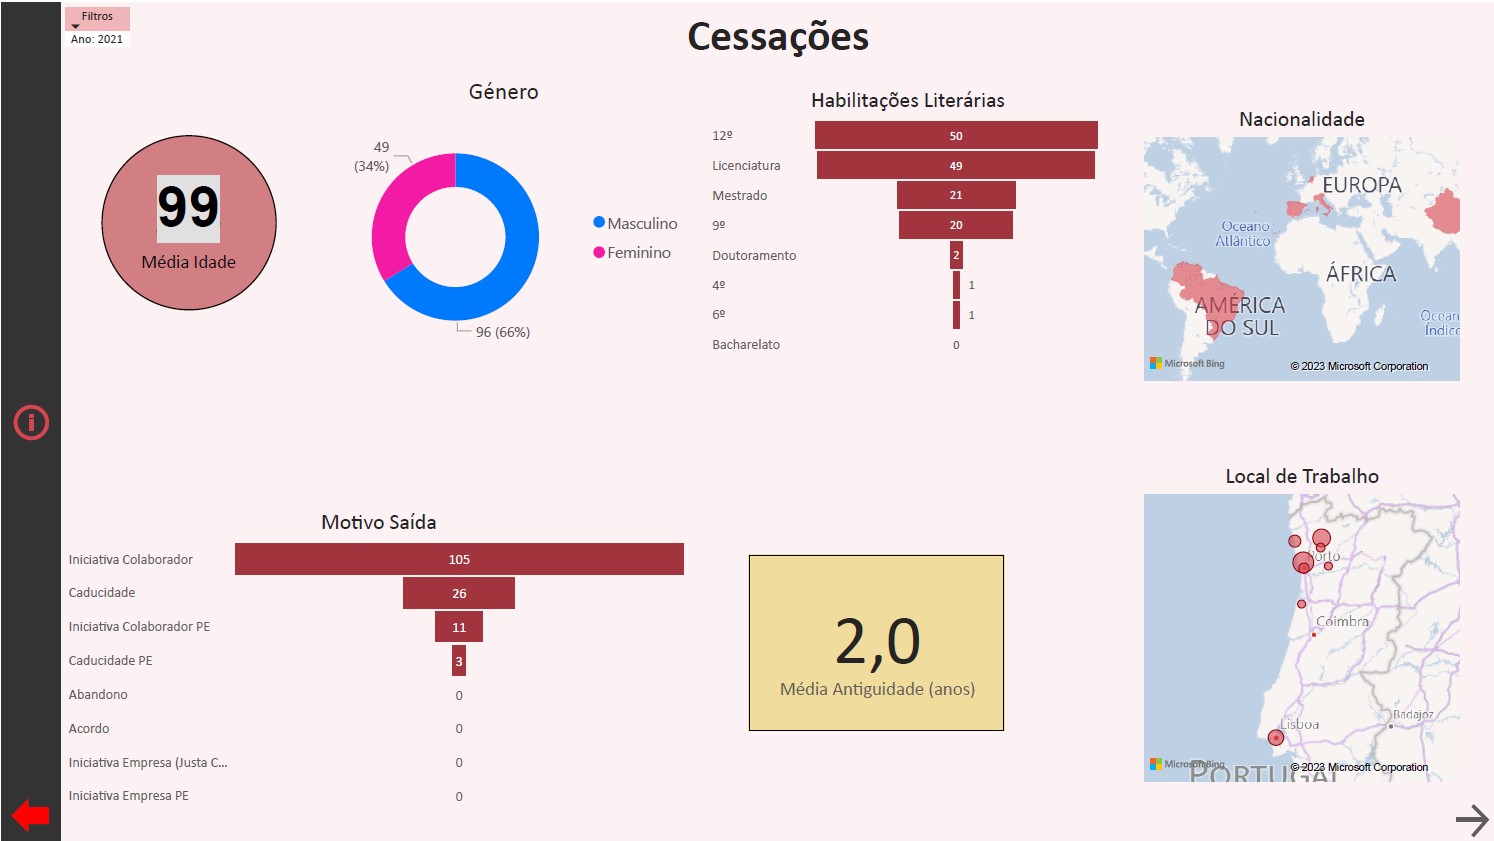 Filtros
Ano: 2021
Cessações
99
Média Idade
Género
49
(34%)
96 (66%)
Masculino
Feminino
Habilitações Literárias
12º 50
Licenciatura 49
Mestrado 21
9º 20
Doutoramento 2
4º 1
6º 1
Bacharelato 0
Nacionalidade
EUROPA
Oceano
Atlântico
ÁFRICA
AMÉRICA
DO SUL
Ocean
Índic
Microsoft Bing
© 2023 Microsoft Corporation
Motivo Saída
Iniciativa Colaborador 105
Caducidade 26
Iniciativa Colaborador PE 11
Caducidade PE 3
Abandono 0
Acordo 0
Iniciativa Empresa (Justa C... 0
Iniciativa Empresa PE 0
2,0
Média Antiguidade (anos)
Local de Trabalho
Porto
Coimbra
Lisboa
Badajoz
PORTUGAL
Microsoft Bing
© 2023 Microsoft Corporation